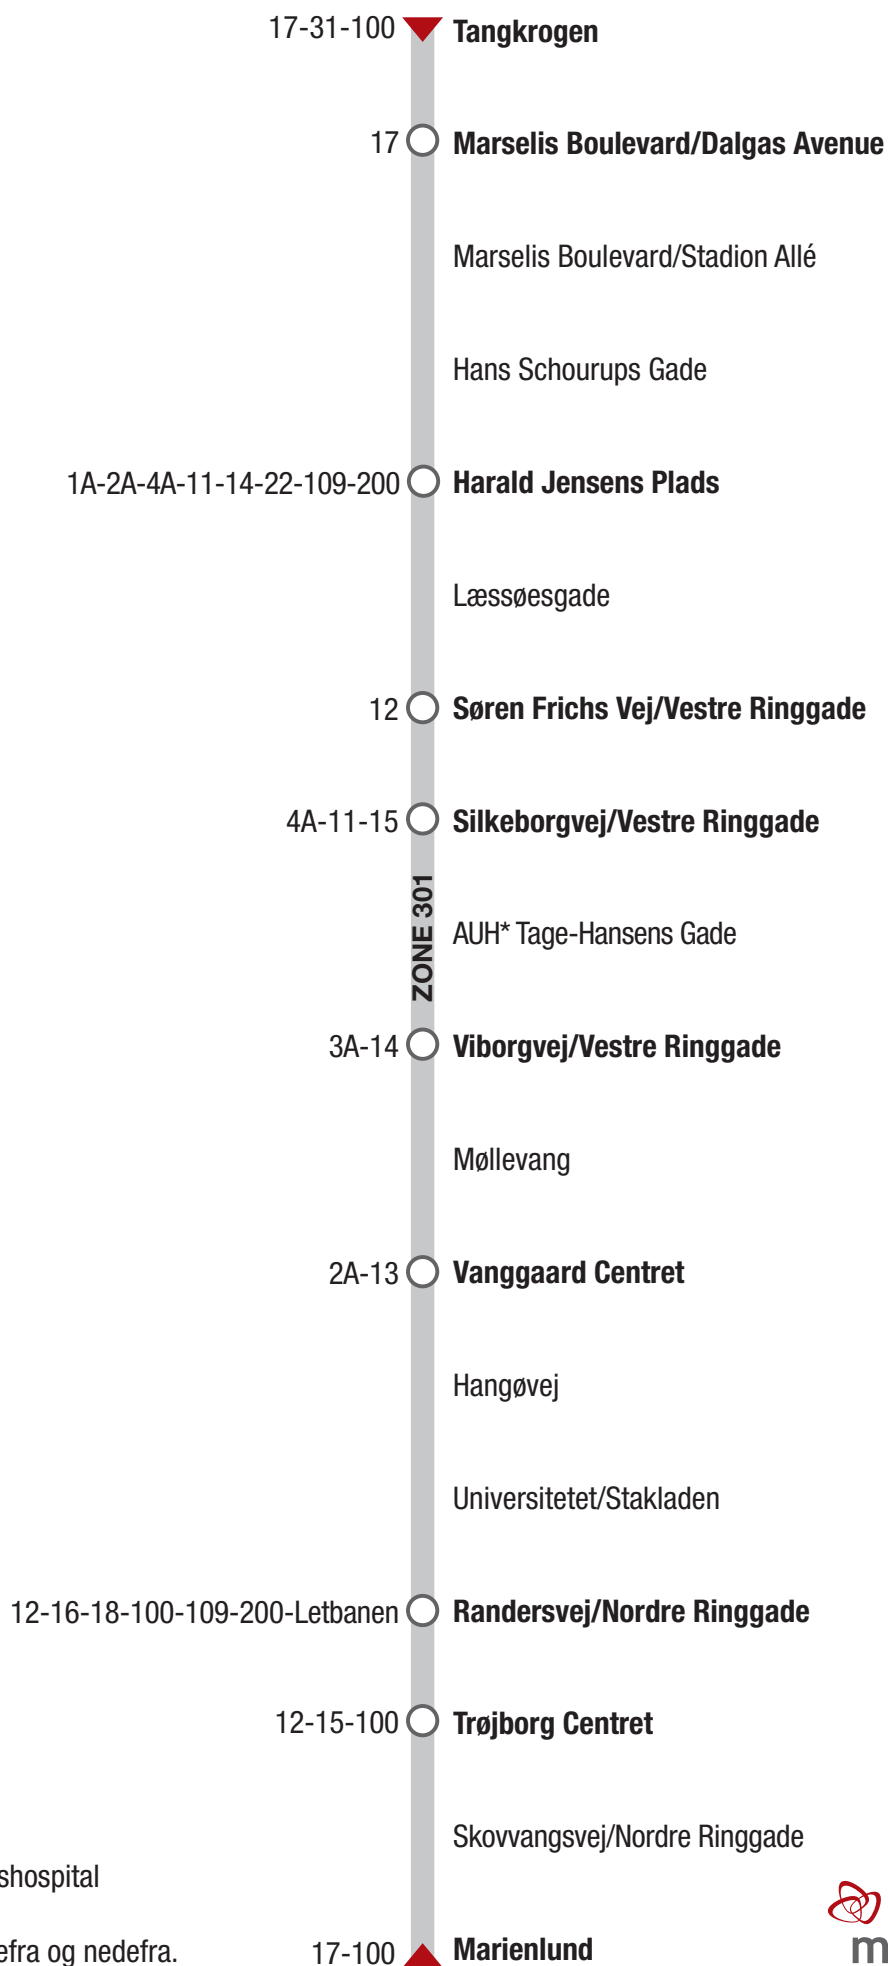 17-31-100 Tangkrogen
17 Marselis Boulevard/Dalgas Avenue
Marselis Boulevard/Stadion Allé
Hans Schourups Gade
1A-2A-4A-11-14-22-109-200 Harald Jensens Plads
Læssøesgade
12 Søren Frichs Vej/Vestre Ringgade
4A-11-15 Silkeborgvej/Vestre Ringgade
ZONE 301
AUH* Tage-Hansens Gade
3A-14 Viborgvej/Vestre Ringgade
Møllevang
2A-13 Vanggaard Centret
Hangøvej
Universitetet/Stakladen
12-16-18-100-109-200-Letbanen Randersvej/Nordre Ringgade
12-15-100 Trøjborg Centret
Skovvangsvej/Nordre Ringgade
shospital
efra og nedefra.
17-100 Marienlund
m